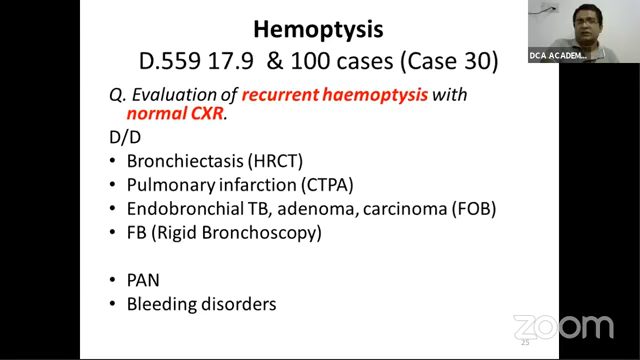 Hemoptysis
D.559 17.9 & 100 cases (Case 30)
Q. Evaluation of recurrent haemoptysis with
normal CXR.
D/D
• Bronchiectasis (HRCT)
• Pulmonary infarction (CTPA)
• Endobronchial TB, adenoma, carcinoma (FOB)
• FB (Rigid Bronchoscopy)
• PAN
• Bleeding disorders
DCA ACADEM...
zoom
25